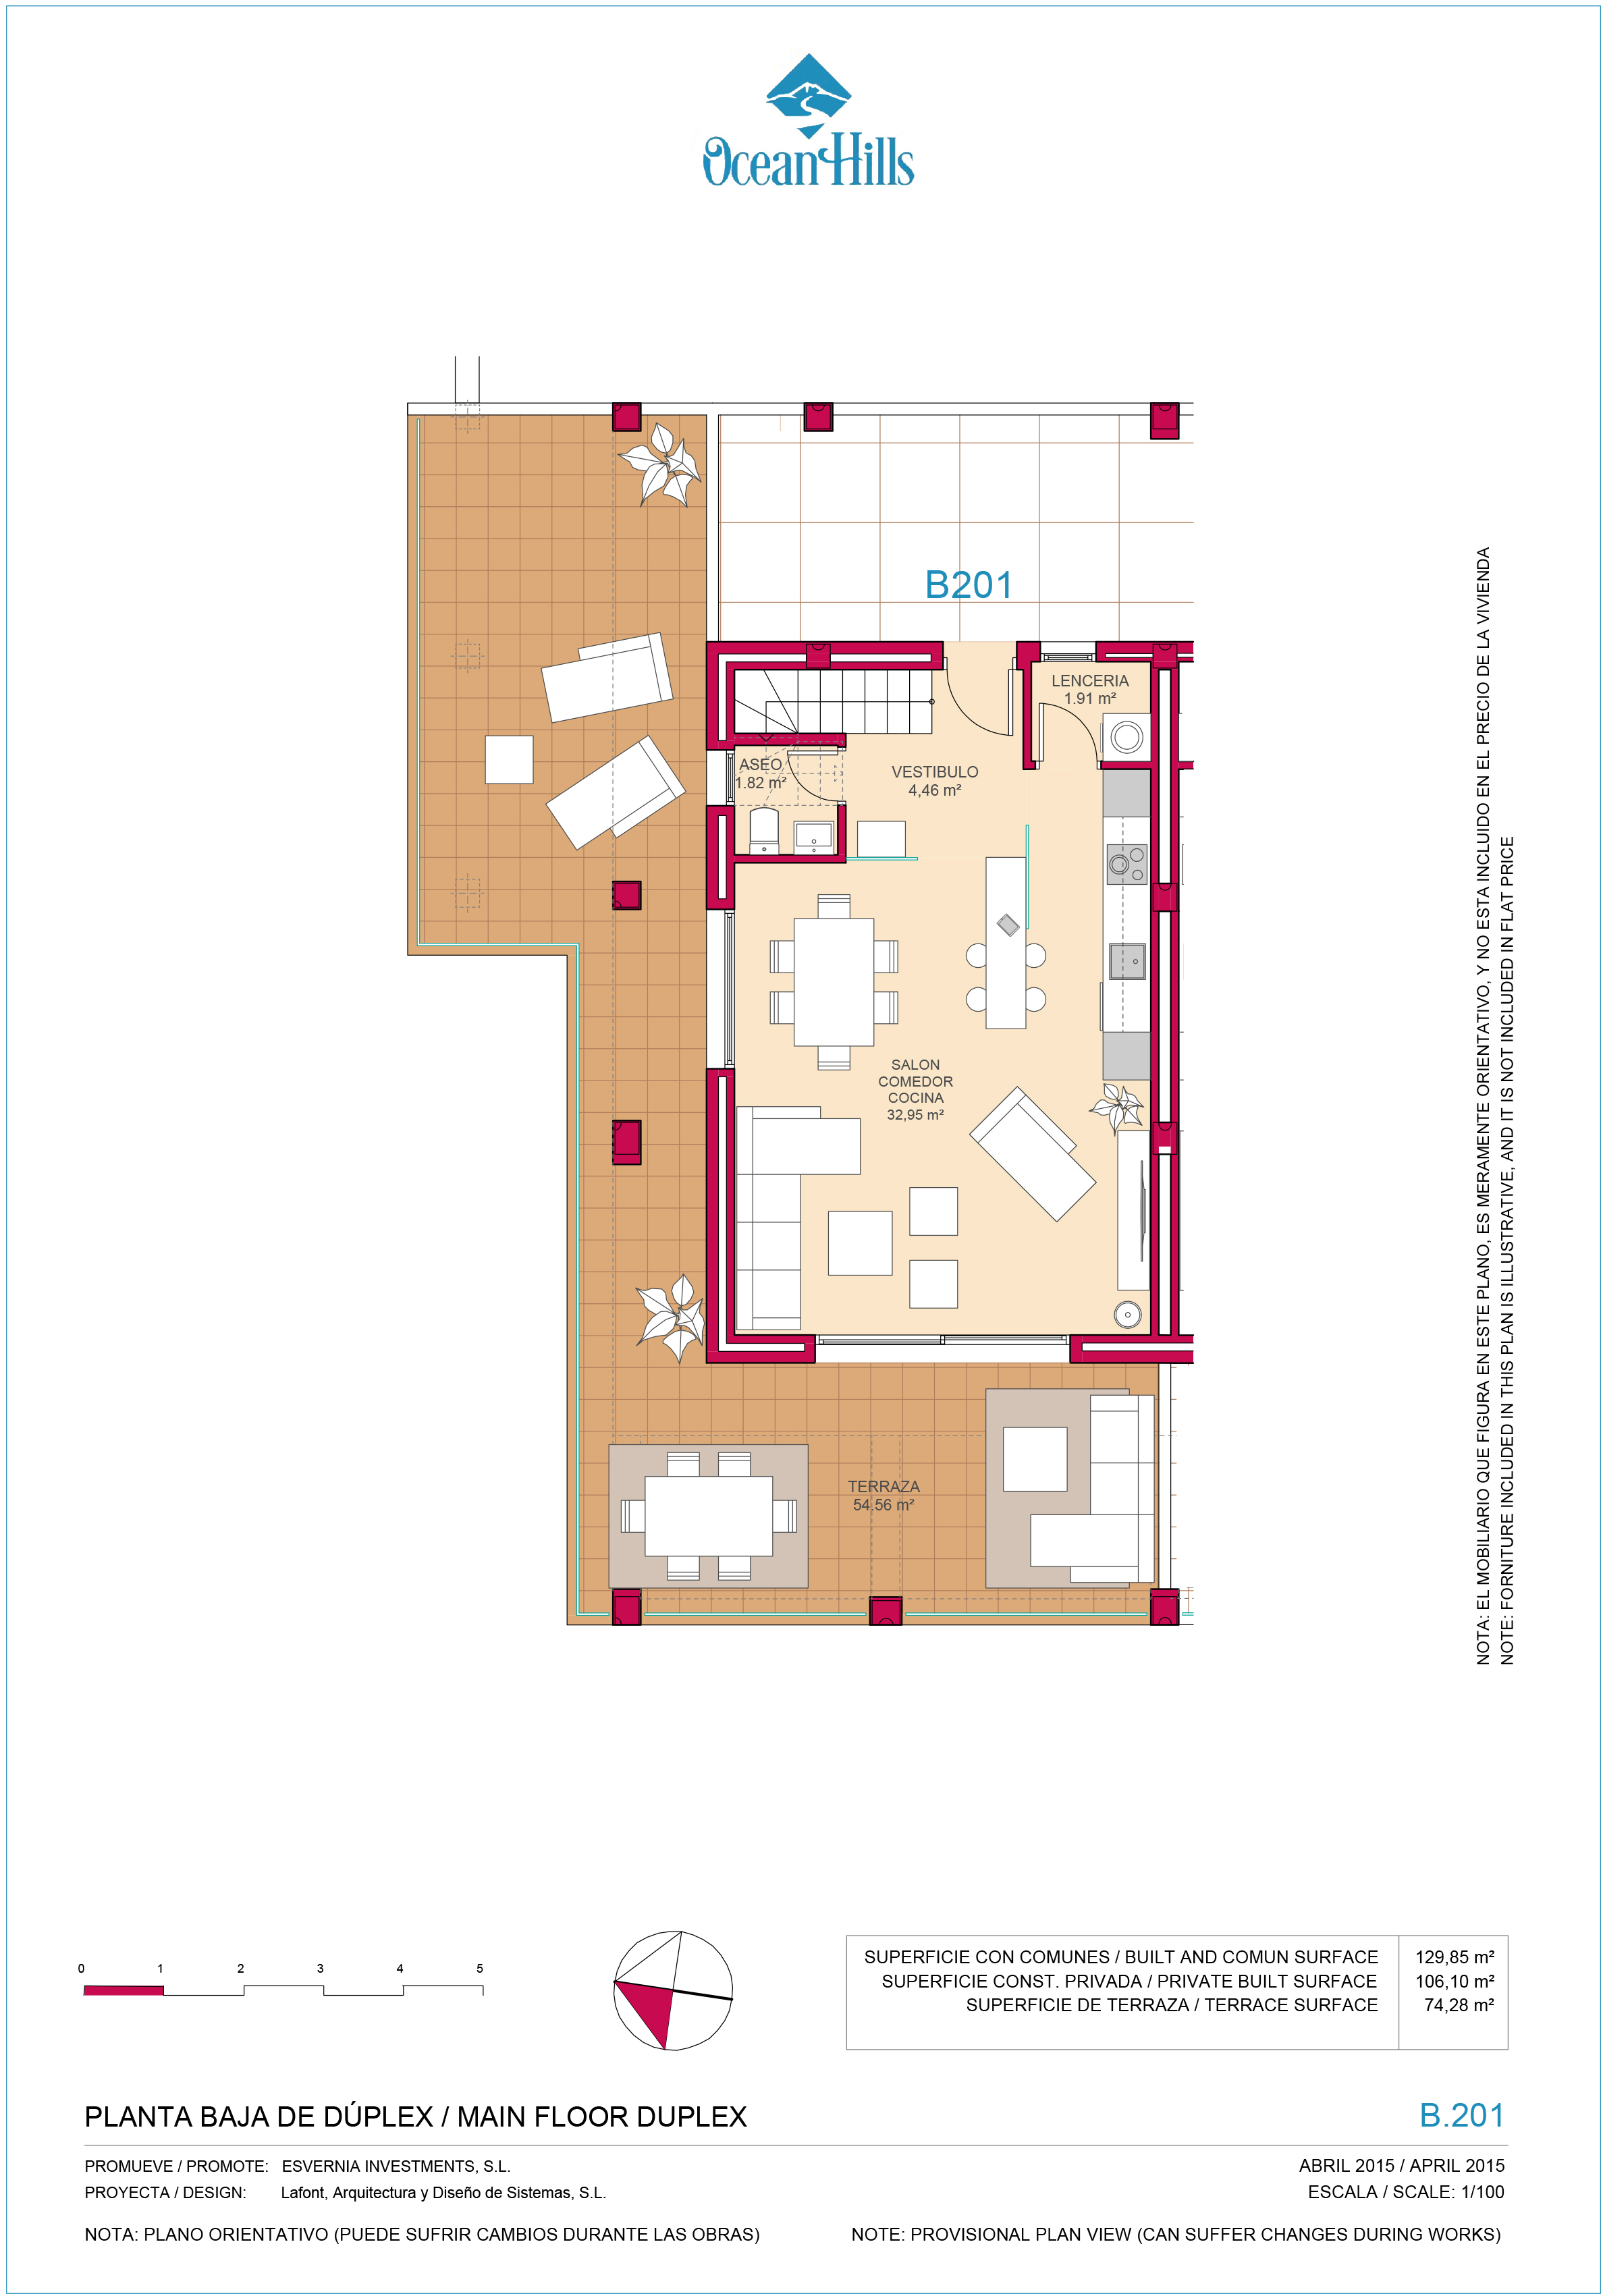 Ocean Hills
B201
LENCERIA
1.91 m²
ASEO
1.82 m²
VESTIBULO
4,46 m²
SALON
COMEDOR
COCINA
32,95 m²
TERRAZA
54.56 m²
NOTA: EL MOBILIARIO QUE FIGURA EN ESTE PLANO, ES MERAMENTE ORIENTATIVO, Y NO ESTA INCLUIDO EN EL PRECIO DE LA VIVIENDA
NOTE: FORNITURE INCLUDED IN THIS PLAN IS ILLUSTRATIVE, AND IT IS NOT INCLUDED IN FLAT PRICE
0 1 2 3 4 5
SUPERFICIE CON COMUNES / BUILT AND COMUN SURFACE 129,85 m²
SUPERFICIE CONST. PRIVADA / PRIVATE BUILT SURFACE 106,10 m²
SUPERFICIE DE TERRAZA / TERRACE SURFACE 74,28 m²
PLANTA BAJA DE DÚPLEX / MAIN FLOOR DUPLEX B.201
PROMUEVE / PROMOTE: ESVERNIA INVESTMENTS, S.L. ABRIL 2015 / APRIL 2015
PROYECTA / DESIGN: Lafont, Arquitectura y Diseño de Sistemas, S.L. ESCALA / SCALE: 1/100
NOTA: PLANO ORIENTATIVO (PUEDE SUFRIR CAMBIOS DURANTE LAS OBRAS) NOTE: PROVISIONAL PLAN VIEW (CAN SUFFER CHANGES DURING WORKS)